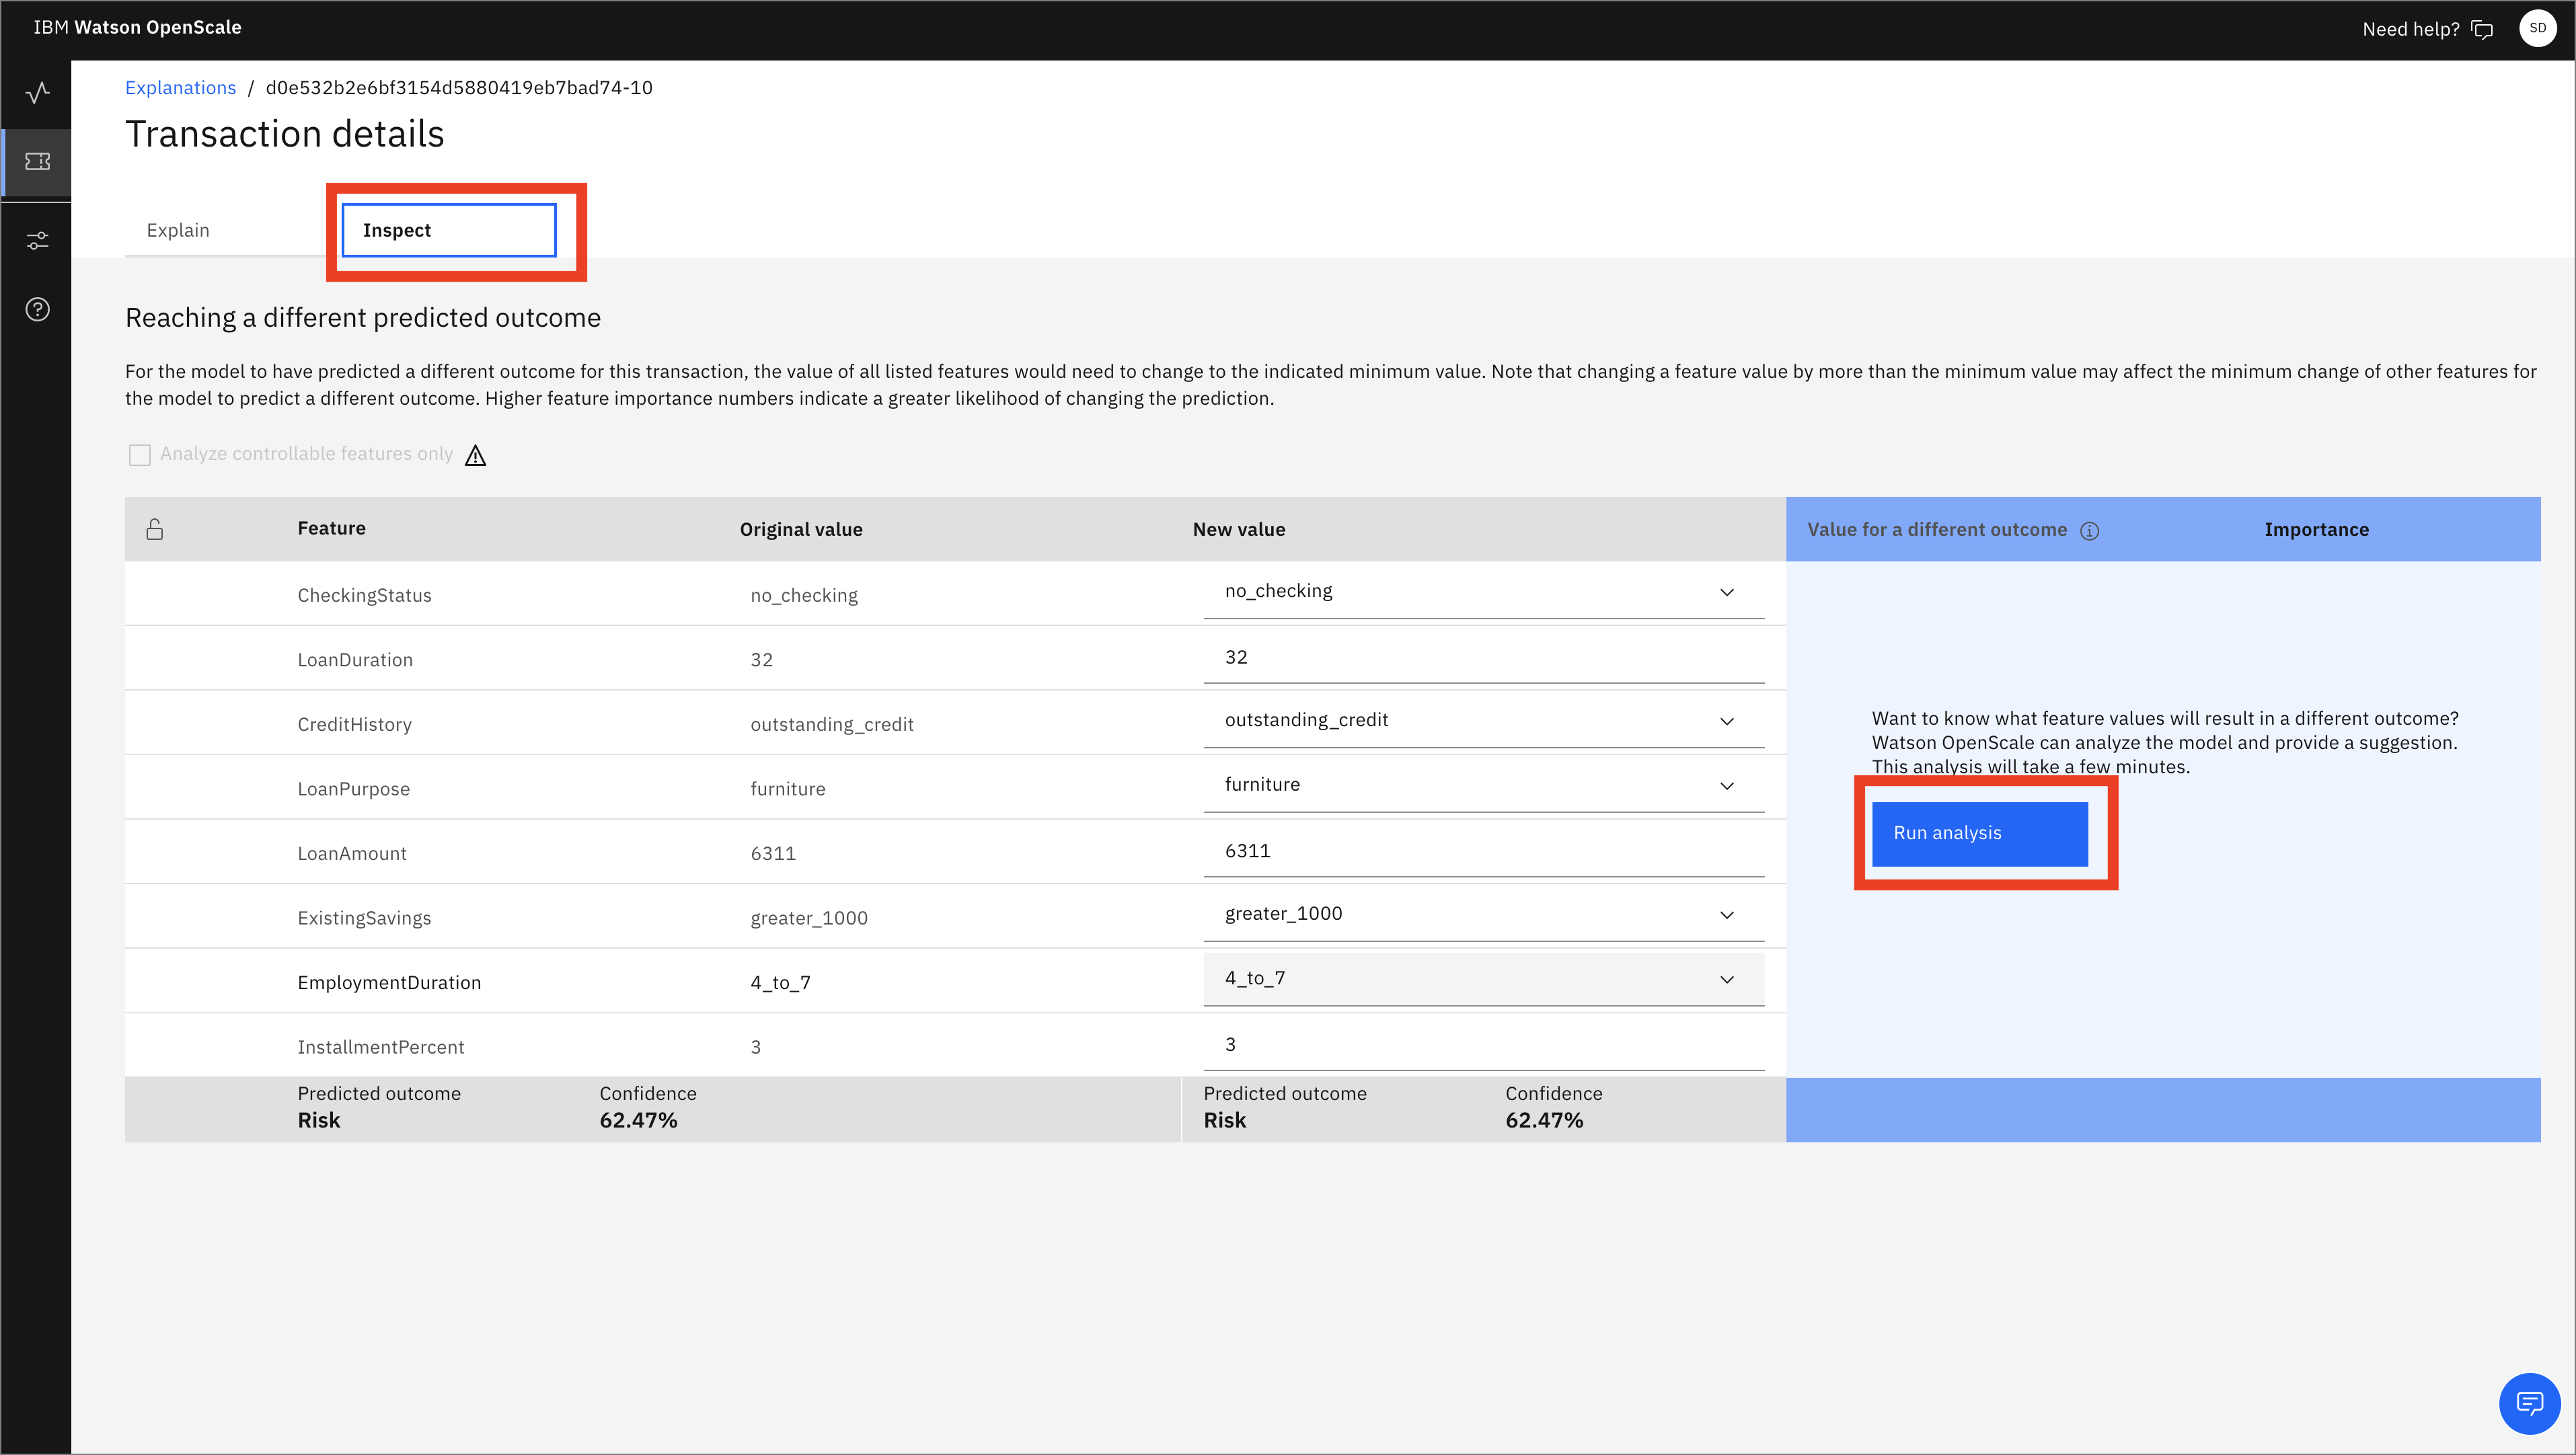 IBM Watson OpenScale
Need help?
SD
Explanations / d0e532b2e6bf3154d5880419eb7bad74-10
Transaction details
Explain
Inspect
Reaching a different predicted outcome
For the model to have predicted a different outcome for this transaction, the value of all listed features would need to change to the indicated minimum value. Note that changing a feature value by more than the minimum value may affect the minimum change of other features for
the model to predict a different outcome. Higher feature importance numbers indicate a greater likelihood of changing the prediction.
Analyze controllable features only
Feature Original value New value Value for a different outcome Importance
CheckingStatus no_checking no_checking
LoanDuration 32 32
CreditHistory outstanding_credit outstanding_credit
LoanPurpose furniture furniture
LoanAmount 6311 6311
ExistingSavings greater_1000 greater_1000
EmploymentDuration 4_to_7 4_to_7
InstallmentPercent 3 3
Want to know what feature values will result in a different outcome?
Watson OpenScale can analyze the model and provide a suggestion.
This analysis will take a few minutes.
Run analysis
Predicted outcome Confidence Predicted outcome Confidence
Risk 62.47% Risk 62.47%